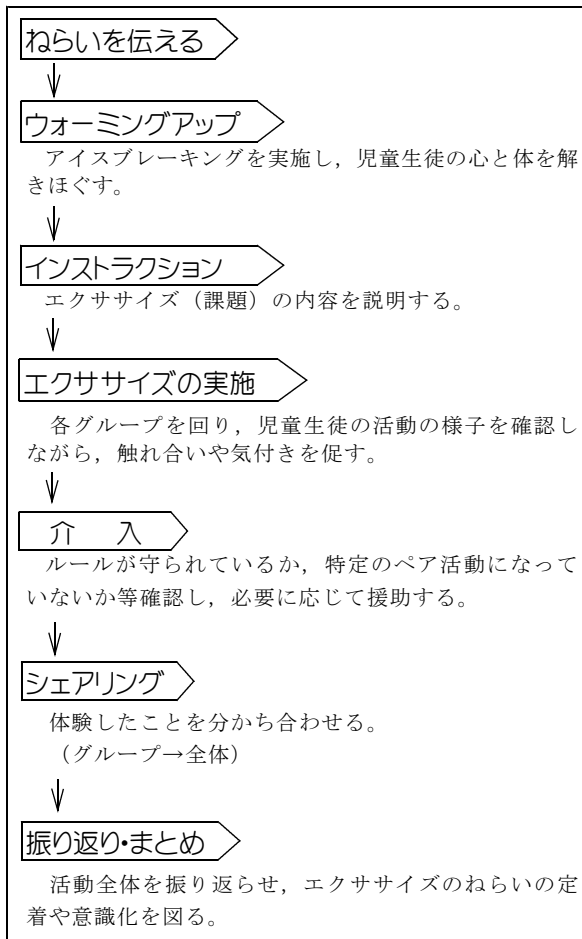 ねらいを伝える
ウォーミングアップ
アイスブレーキングを実施し，児童生徒の心と体を解
きほぐす。
インストラクション
エクササイズ（課題）の内容を説明する。
エクササイズの実施
各グループを回り，児童生徒の活動の様子を確認し
ながら，触れ合いや気付きを促す。
介　入
ルールが守られているか，特定のペア活動になって
いないか等確認し，必要に応じて援助する。
シェアリング
体験したことを分かち合わせる。
（グループ→全体）
振り返り・まとめ
活動全体を振り返らせ，エクササイズのねらいの定
着や意識化を図る。